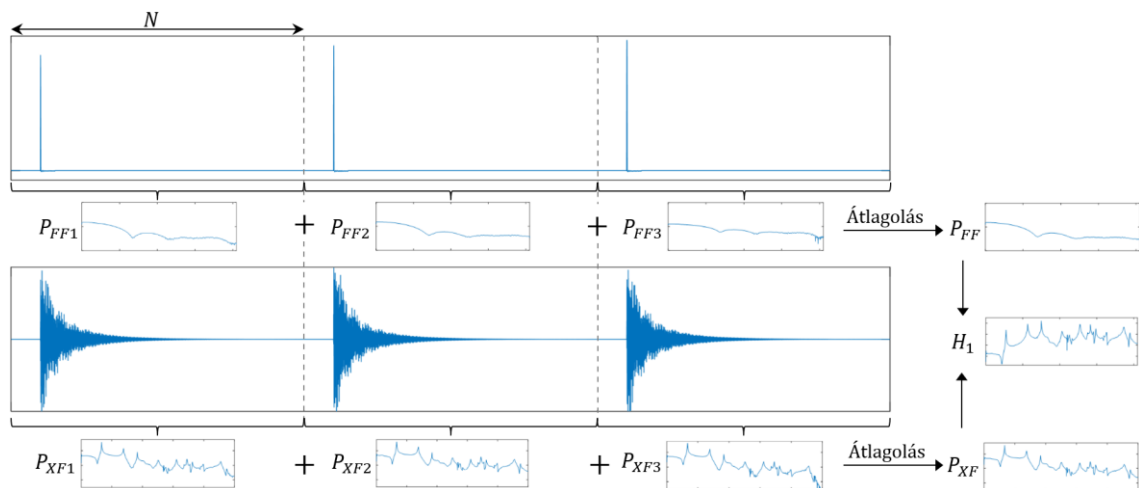 N
P_FF1 + P_FF2 + P_FF3 Átlagolás P_FF
H_1
P_XF1 + P_XF2 + P_XF3 Átlagolás P_XF